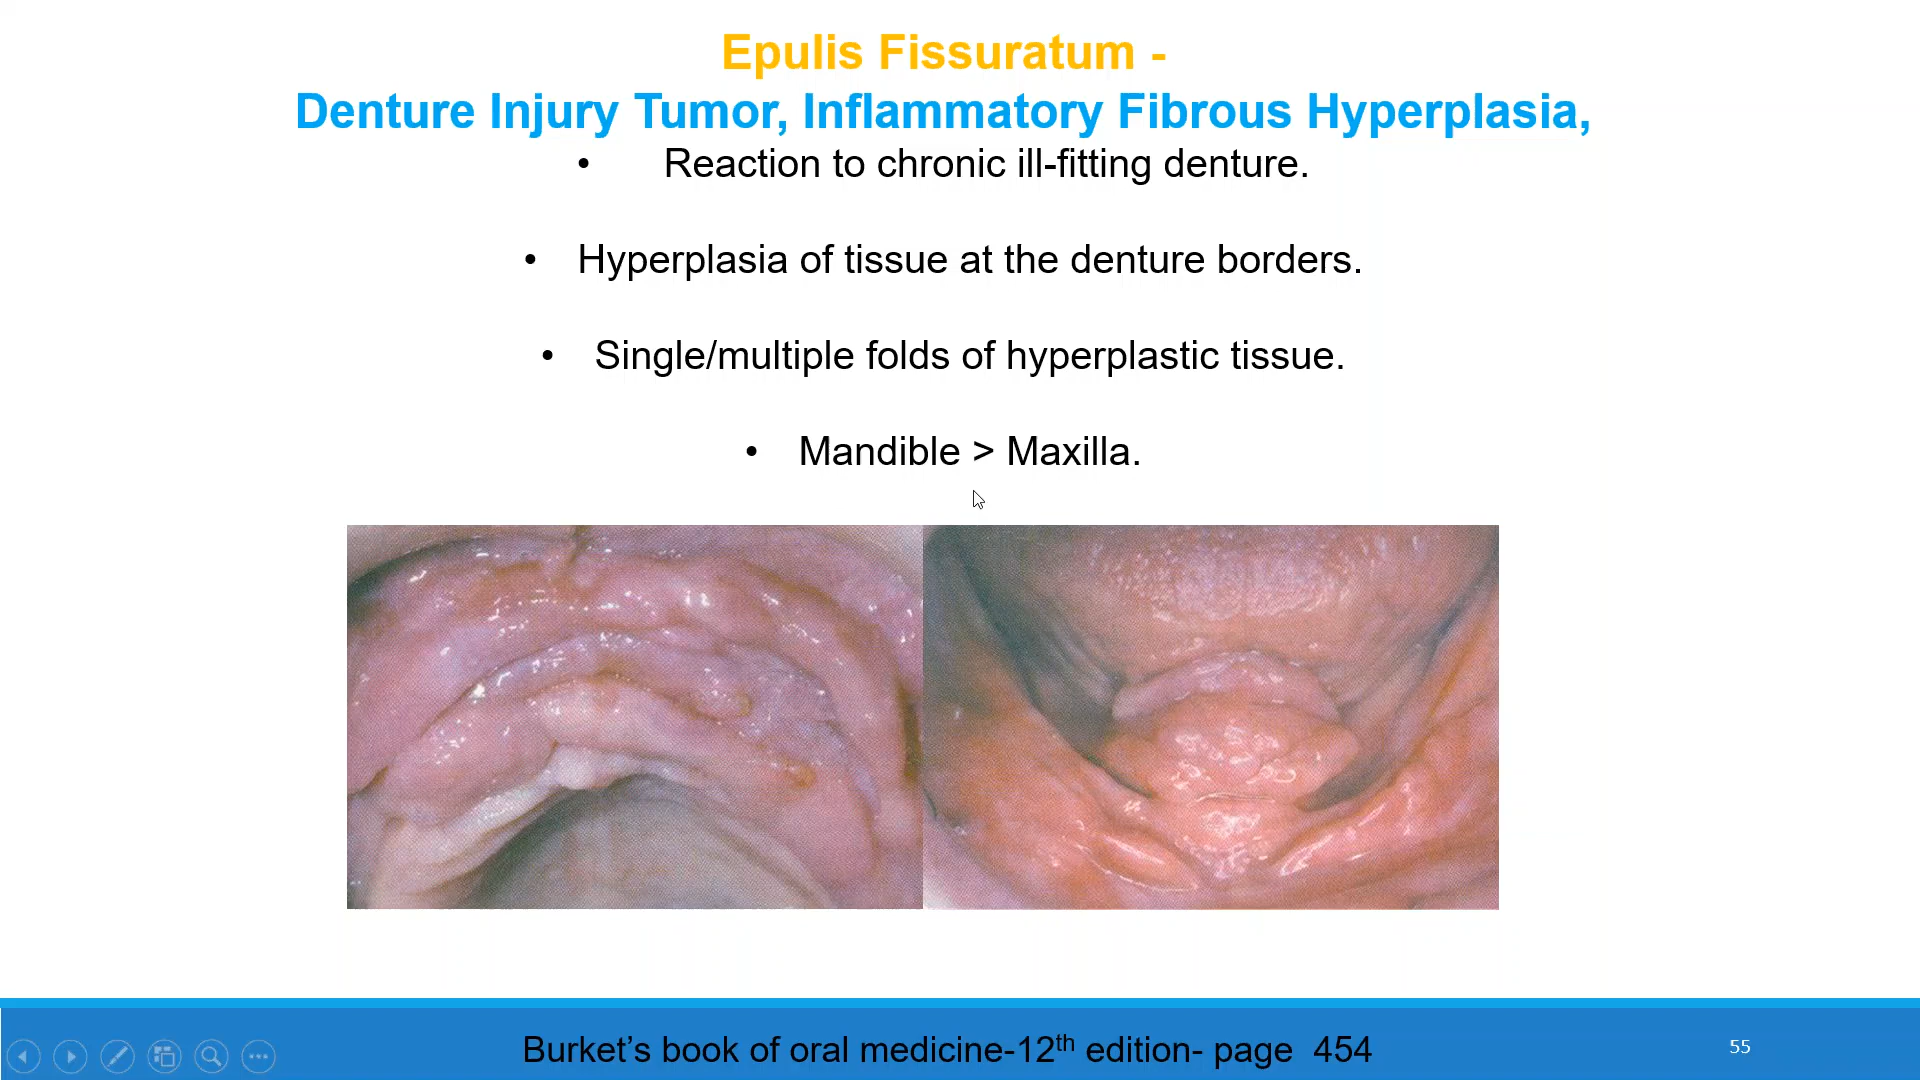 Epulis Fissuratum -
Denture Injury Tumor, Inflammatory Fibrous Hyperplasia,
• Reaction to chronic ill-fitting denture.
• Hyperplasia of tissue at the denture borders.
• Single/multiple folds of hyperplastic tissue.
• Mandible > Maxilla.
Burket’s book of oral medicine-12th edition- page 454
55